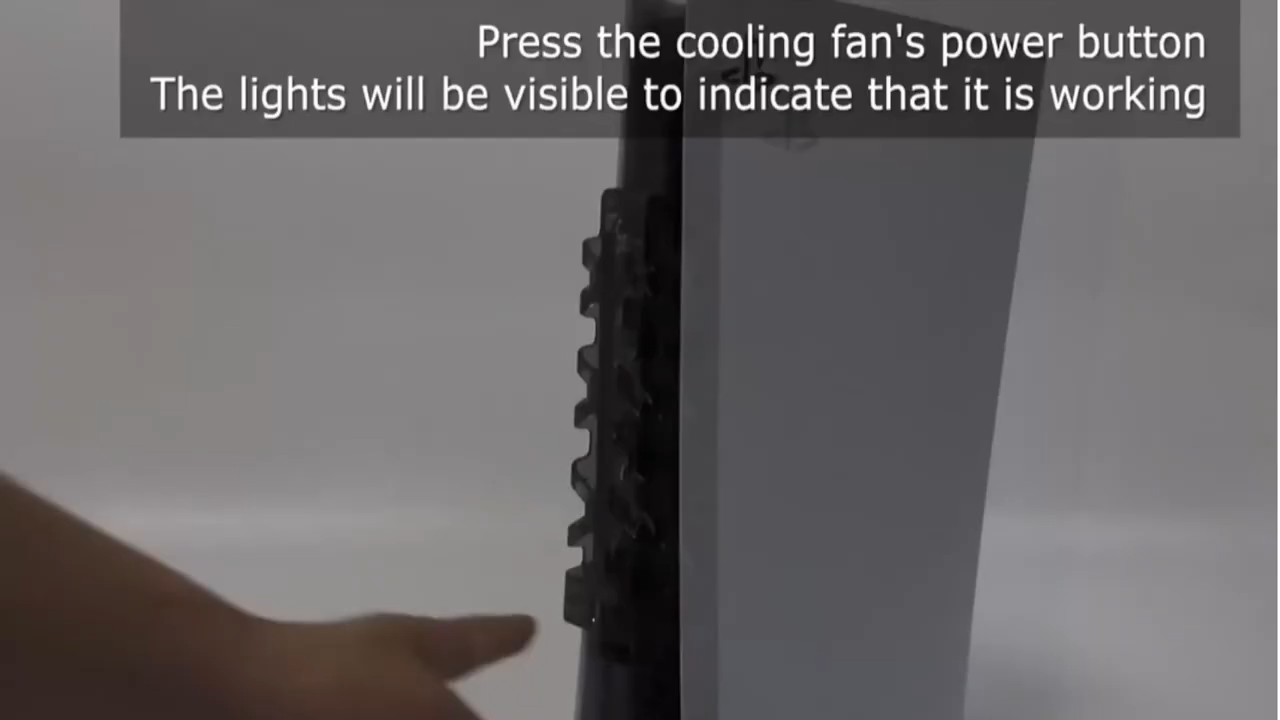 Press the cooling fan's power button
The lights will be visible to indicate that it is working